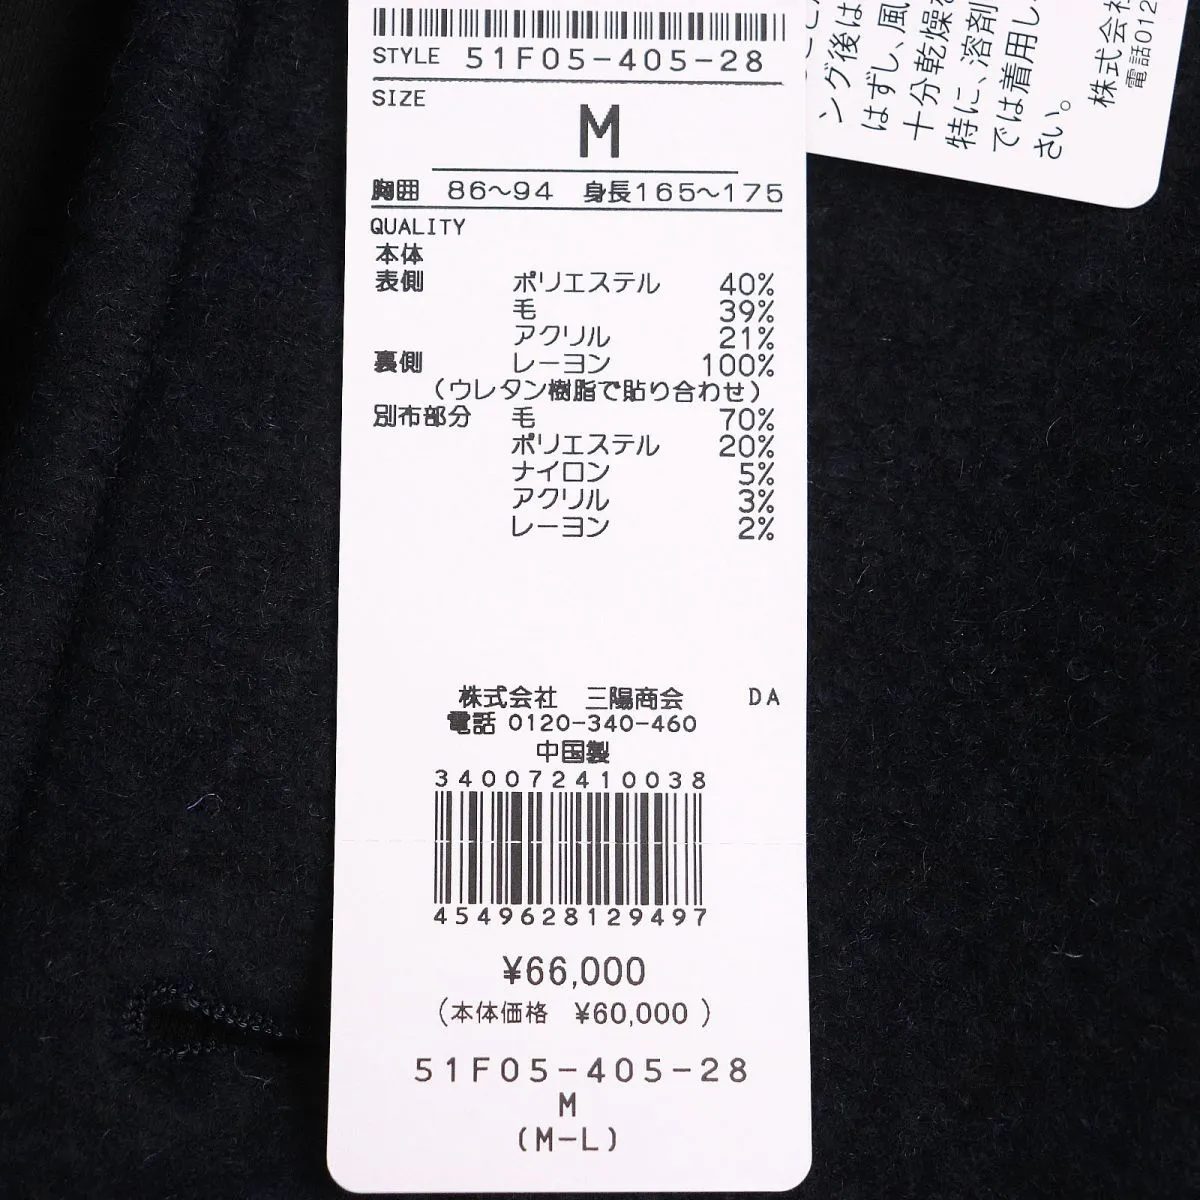 STYLE 51F05-405-28
SIZE
M
胸囲 86～94 身長165～175
QUALITY
本体
表側 ポリエステル 40%
毛 39%
アクリル 21%
裏側 レーヨン 100%
(ウレタン樹脂で貼り合わせ)
別布部分 毛 70%
ポリエステル 20%
ナイロン 5%
アクリル 3%
レーヨン 2%
株式会社 三陽商会 DA
電話 0120-340-460
中国製
340072410038
4549628129497
¥66,000
(本体価格 ¥60,000 )
51F05-405-28
M
(M-L)
ング後は
はずし、風
十分乾燥
特に、溶剤
では着用し
さい。
株式会社
電話012